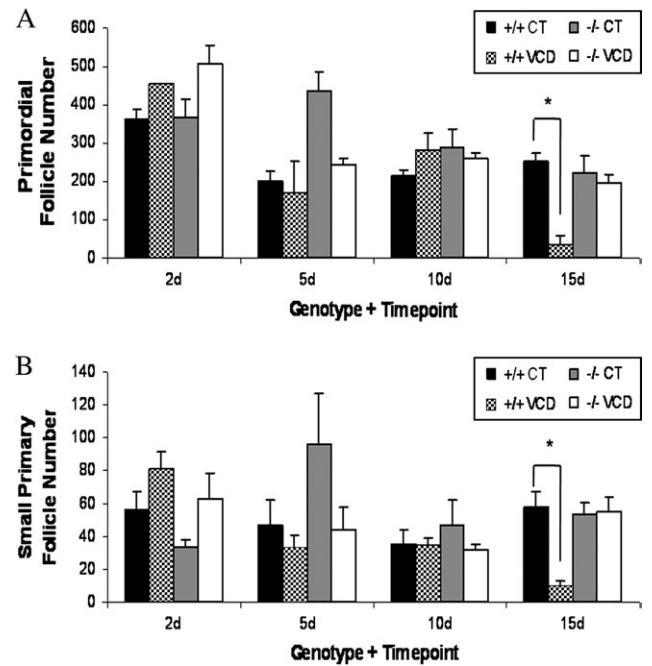 A
600
500
400
300
200
100
0
Primordial
Follicle Number
+/+ CT
-/- CT
+/+ VCD
-/- VCD
*
2d
5d
10d
15d
Genotype + Timepoint
B
140
120
100
80
60
40
20
0
Small Primary
Follicle Number
+/+ CT
-/- CT
+/+ VCD
-/- VCD
*
2d
5d
10d
15d
Genotype + Timepoint